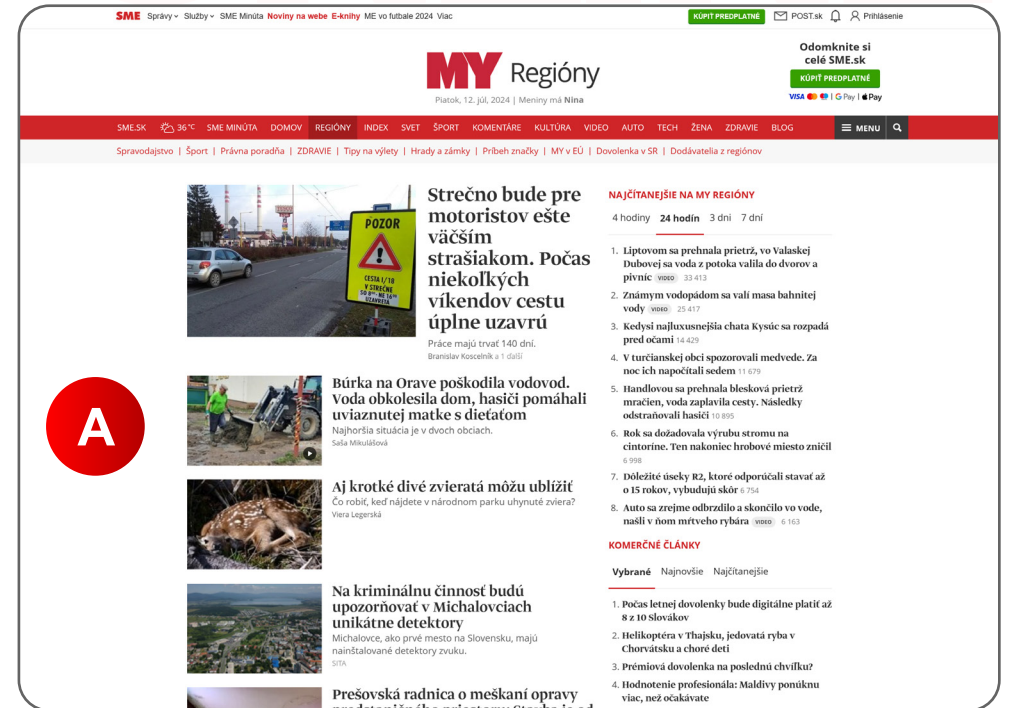 SME Správy Služby SME Minúta Noviny na webe E-knihy ME vo futbale 2024 Viac KÚPIŤ PREDPLATNÉ POST.sk Prihlásenie
Odomknite si
celé SME.sk
KÚPIŤ PREDPLATNÉ
VISA G Pay | Pay
MY Regióny
Piatok, 12. júl, 2024 | Meniny má Nina
SME.SK 36°C SME MINÚTA DOMOV REGIÓNY INDEX SVET ŠPORT KOMENTÁRE KULTÚRA VIDEO AUTO TECH ŽENA ZDRAVIE BLOG MENU
Spravodajstvo | Šport | Právna poradňa | ZDRAVIE | Tipy na výlety | Hrady a zámky | Príbeh značky | MY v EÚ | Dovolenka v SR | Dodávatelia z regiónov
TESCO
POZOR
CESTA I/18
V STREČNE
SO 8⁰⁰- NE 16⁰⁰
UZAVRETÁ
Strečno bude pre
motoristov ešte
väčším
strašiakom. Počas
niekoľkých
víkendov cestu
úplne uzavrú
Práce majú trvať 140 dní.
Branislav Koscelník a 1 ďalší
A
Búrka na Orave poškodila vodovod.
Voda obkolesila dom, hasiči pomáhali
uviaznutej matke s dieťaťom
Najhoršia situácia je v dvoch obciach.
Saša Mikulášová
Aj krotké divé zvieratá môžu ublížiť
Čo robiť, keď nájdete v národnom parku uhynuté zviera?
Viera Legerská
Na kriminálnu činnosť budú
upozorňovať v Michalovciach
unikátne detektory
Michalovce, ako prvé mesto na Slovensku, majú
nainštalované detektory zvuku.
SITA
Prešovská radnica o meškaní opravy
NAJČÍTANEJŠIE NA MY REGIÓNY
4 hodiny 24 hodín 3 dni 7 dní
1. Liptovom sa prehnala prietrž, vo Valaskej
Dubovej sa voda z potoka valila do dvorov a
pivníc VIDEO 33 413
2. Známym vodopádom sa valí masa bahnitej
vody VIDEO 25 417
3. Kedysi najluxusnejšia chata Kysúc sa rozpadá
pred očami 14 429
4. V turčianskej obci spozorovali medvede. Za
noc ich napočítali sedem 11 679
5. Handlovou sa prehnala blesková prietrž
mračien, voda zaplavila cesty. Následky
odstraňovali hasiči 10 895
6. Rok sa dožadovala výrubu stromu na
cintoríne. Ten nakoniec hrobové miesto zničil
6 998
7. Dôležité úseky R2, ktoré odporúčali stavať až
o 15 rokov, vybudujú skôr 6 754
8. Auto sa zrejme odbrzdilo a skončilo vo vode,
našli v ňom mŕtveho rybára VIDEO 6 163
KOMERČNÉ ČLÁNKY
Vybrané Najnovšie Najčítanejšie
1. Počas letnej dovolenky bude digitálne platiť až
8 z 10 Slovákov
2. Helikoptéra v Thajsku, jedovatá ryba v
Chorvátsku a choré deti
3. Prémiová dovolenka na poslednú chvíľku?
4. Hodnotenie profesionála: Maldivy ponúknu
viac, než očakávate